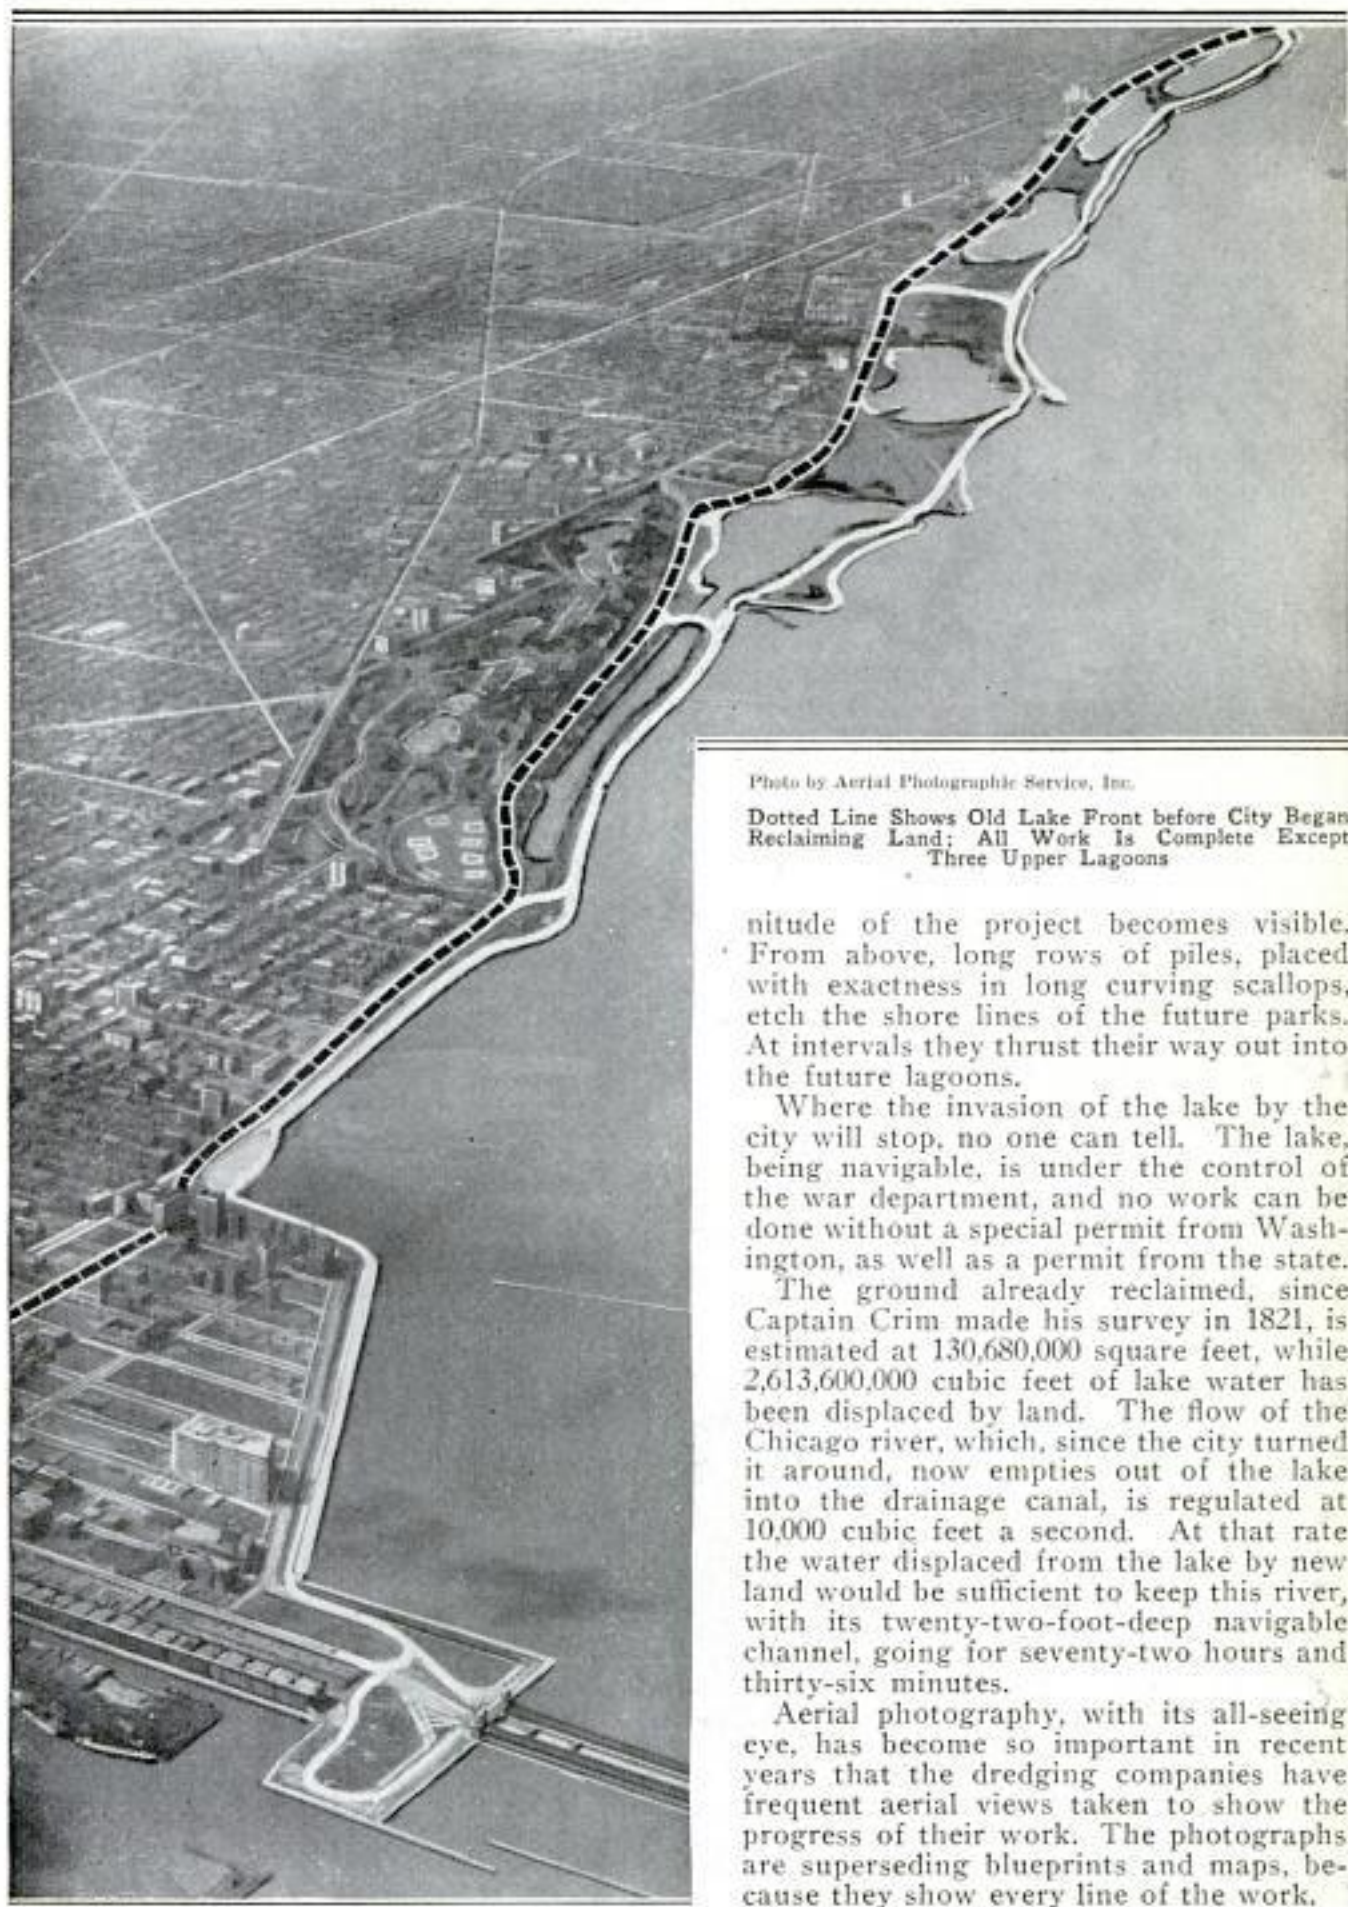 Photo by Aerial Photographic Service, Inc.
Dotted Line Shows Old Lake Front before City Began
Reclaiming Land; All Work Is Complete Except
Three Upper Lagoons
nitude of the project becomes visible.
From above, long rows of piles, placed
with exactness in long curving scallops,
etch the shore lines of the future parks.
At intervals they thrust their way out into
the future lagoons.
Where the invasion of the lake by the
city will stop, no one can tell. The lake,
being navigable, is under the control of
the war department, and no work can be
done without a special permit from Wash-
ington, as well as a permit from the state.
The ground already reclaimed, since
Captain Crim made his survey in 1821, is
estimated at 130,680,000 square feet, while
2,613,600,000 cubic feet of lake water has
been displaced by land. The flow of the
Chicago river, which, since the city turned
it around, now empties out of the lake
into the drainage canal, is regulated at
10,000 cubic feet a second. At that rate
the water displaced from the lake by new
land would be sufficient to keep this river,
with its twenty-two-foot-deep navigable
channel, going for seventy-two hours and
thirty-six minutes.
Aerial photography, with its all-seeing
eye, has become so important in recent
years that the dredging companies have
frequent aerial views taken to show the
progress of their work. The photographs
are superseding blueprints and maps, be-
cause they show every line of the work.